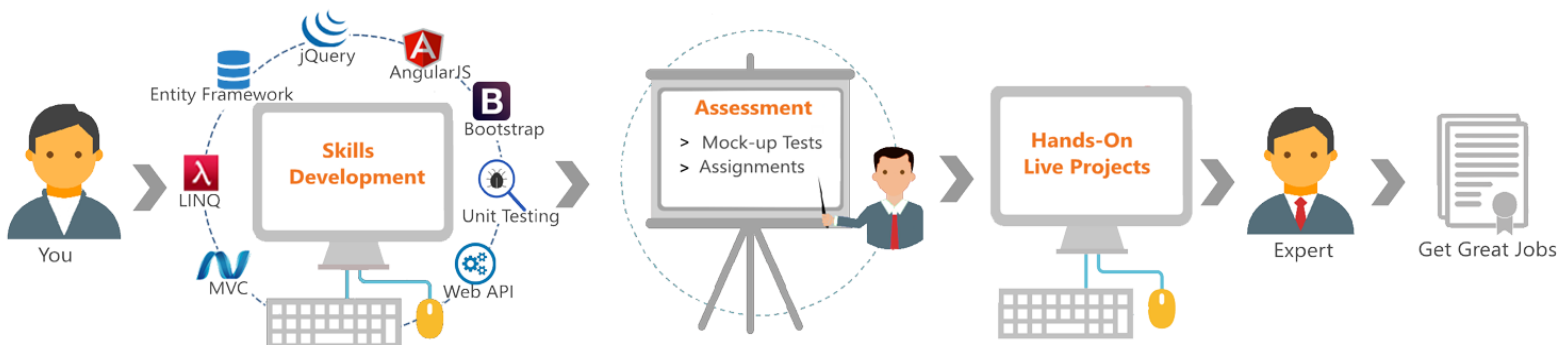 You
MVC
LINQ
Entity Framework
jQuery
AngularJS
B
Bootstrap
Unit Testing
Web API
Skills
Development
Assessment
> Mock-up Tests
> Assignments
Hands-On
Live Projects
Expert
Get Great Jobs